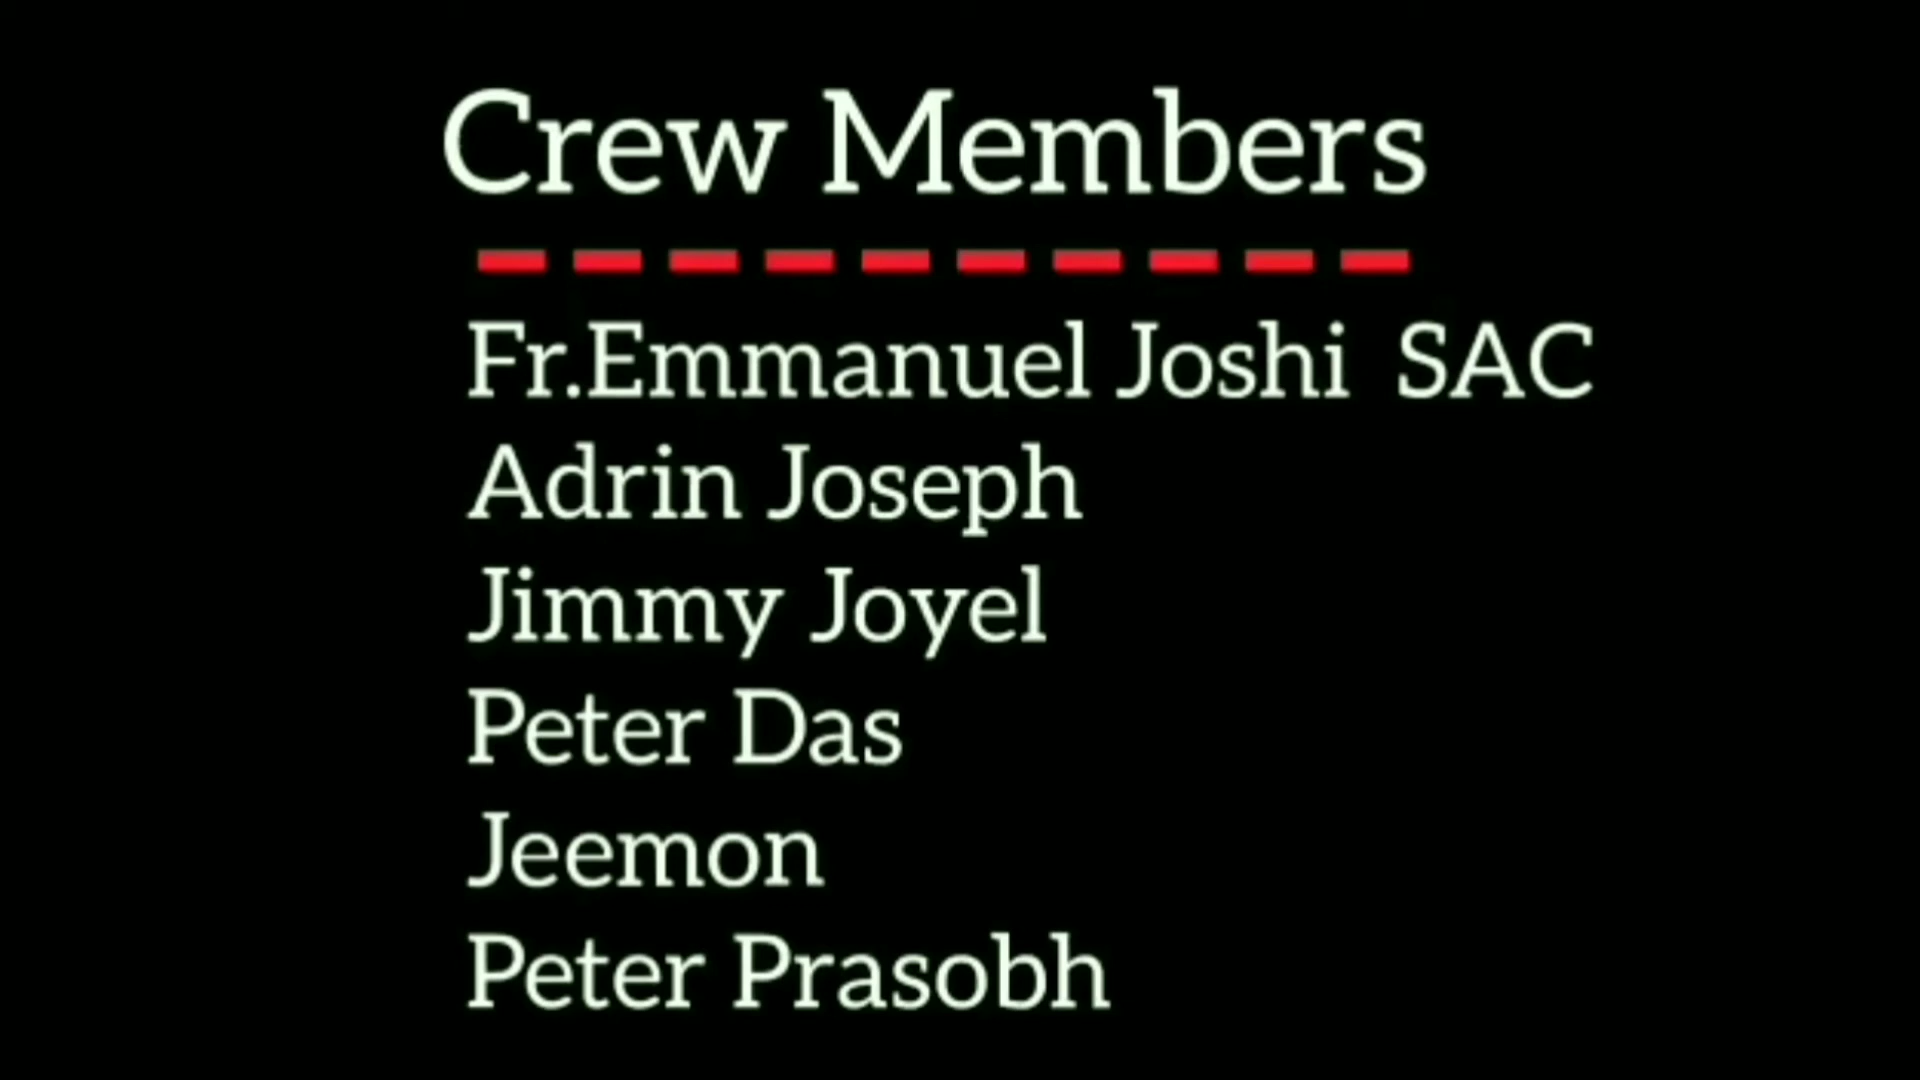 Crew Members
Fr.Emmanuel Joshi SAC
Adrin Joseph
Jimmy Joyel
Peter Das
Jeemon
Peter Prasobh